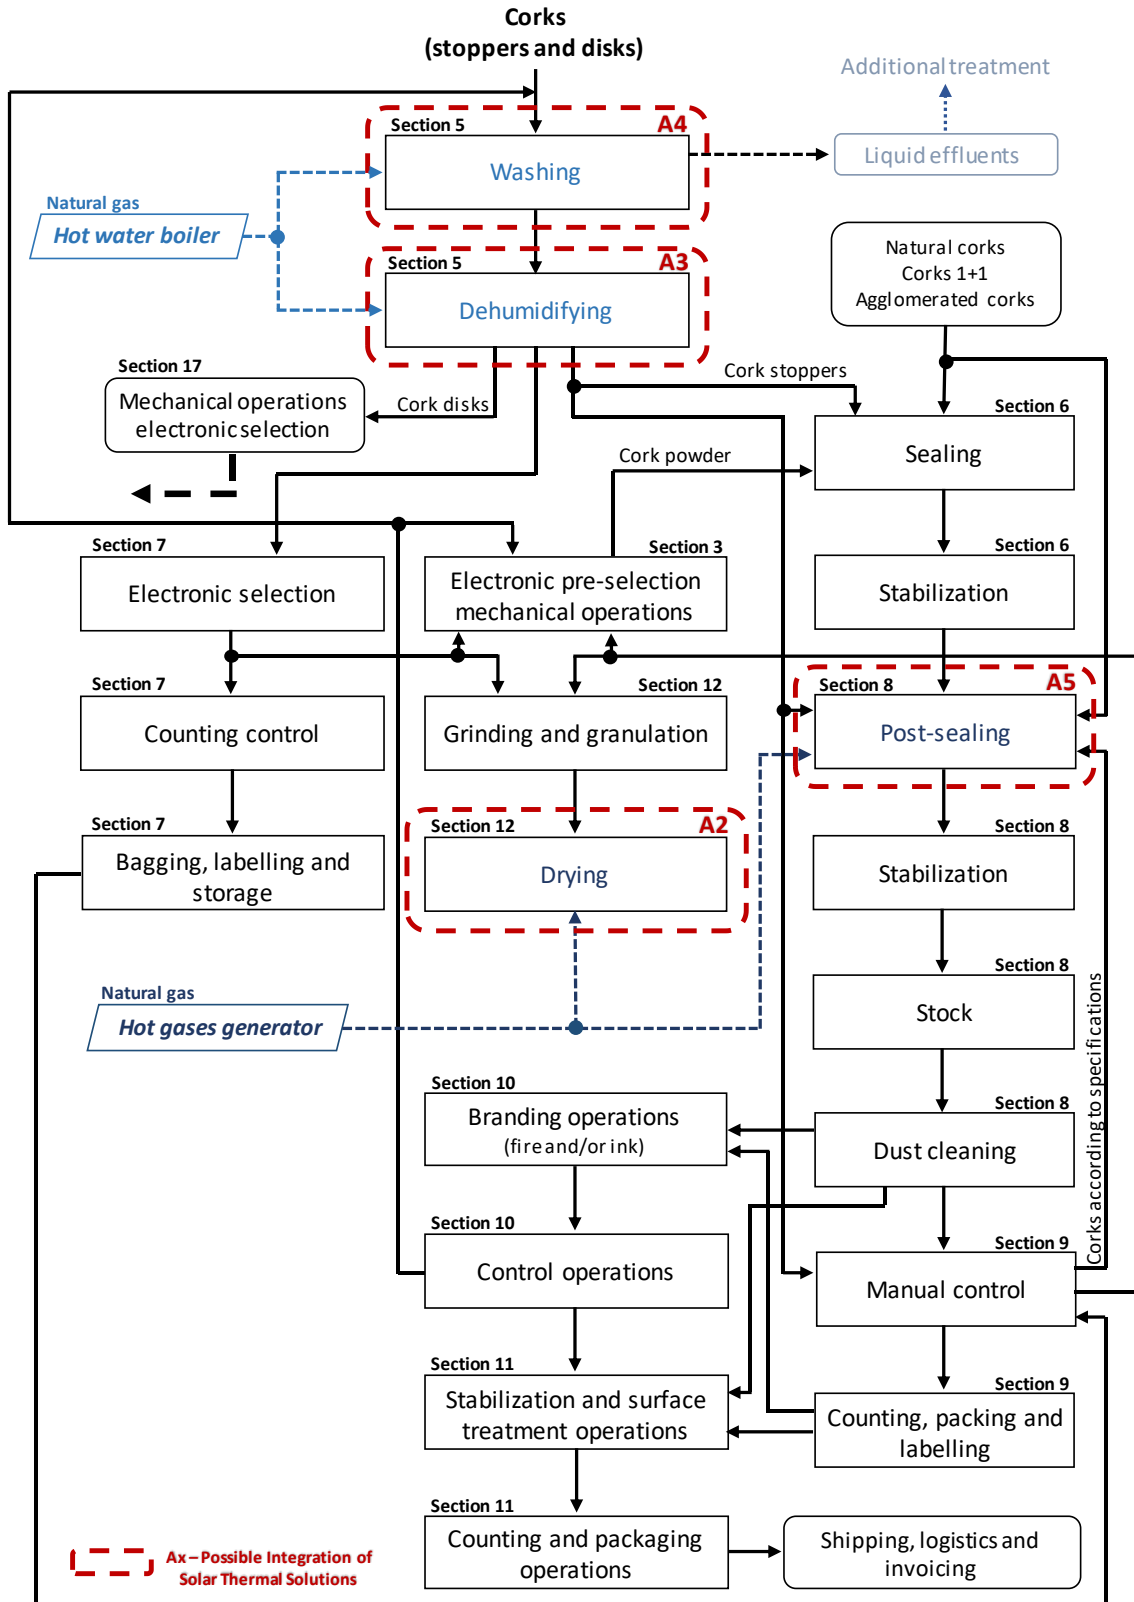 Corks
(stoppers and disks)
Additional treatment
Section 5
A4
Washing
Liquid effluents
Natural gas
Hot water boiler
Section 5
A3
Dehumidifying
Natural corks
Corks 1+1
Agglomerated corks
Section 17
Mechanical operations
electronic selection
Cork disks
Cork stoppers
Section 6
Sealing
Cork powder
Section 7
Electronic selection
Section 3
Electronic pre-selection
mechanical operations
Section 6
Stabilization
Section 7
Counting control
Section 12
Grinding and granulation
Section 8
A5
Post-sealing
Section 7
Bagging, labelling and
storage
Section 12
A2
Drying
Section 8
Stabilization
Natural gas
Hot gases generator
Section 8
Stock
Corks according to specifications
Section 10
Branding operations
(fire and/or ink)
Section 8
Dust cleaning
Section 10
Control operations
Section 9
Manual control
Section 11
Stabilization and surface
treatment operations
Section 9
Counting, packing and
labelling
Section 11
Counting and packaging
operations
Shipping, logistics and
invoicing
Ax – Possible Integration of
Solar Thermal Solutions